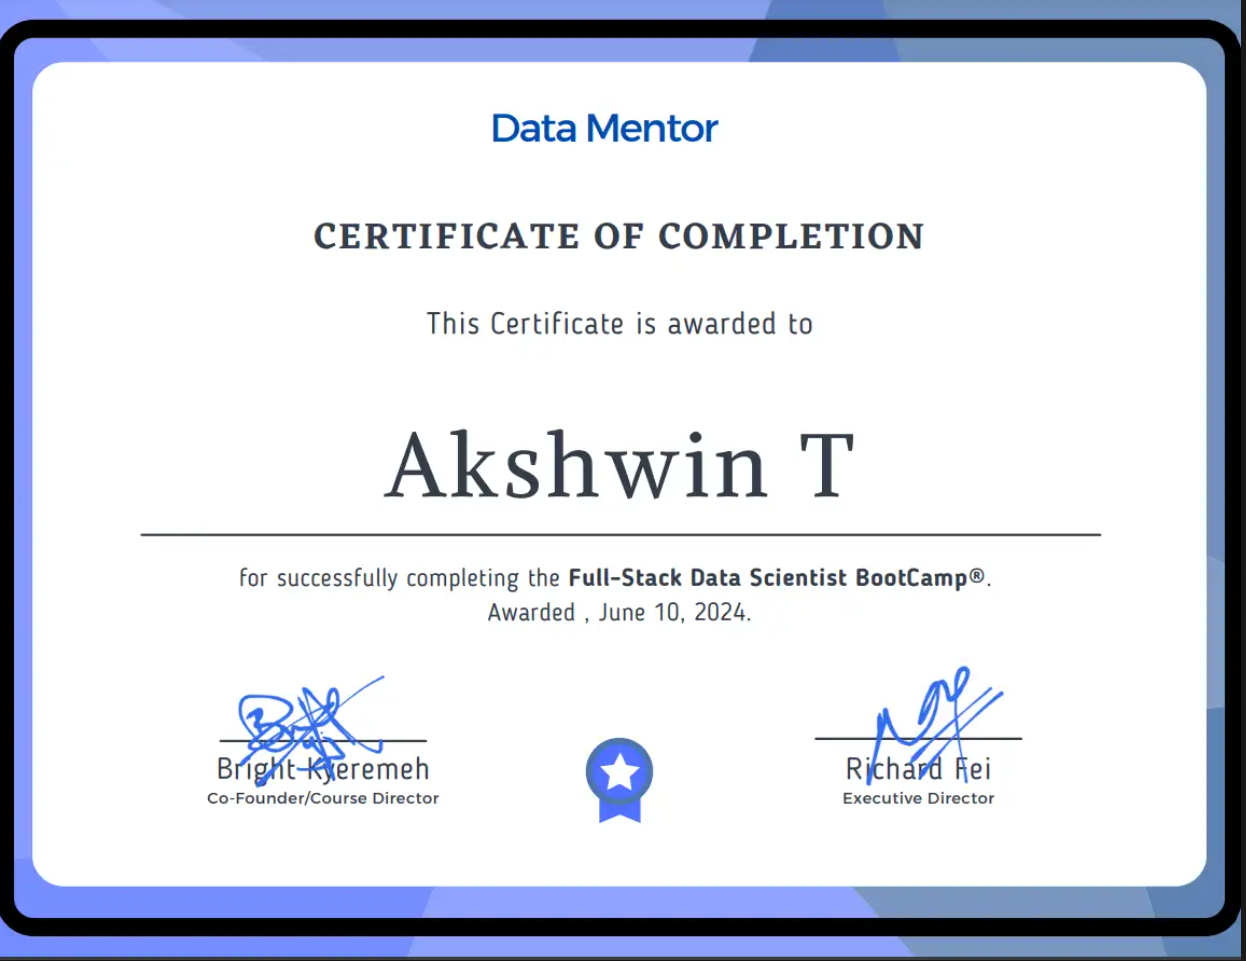 Data Mentor
CERTIFICATE OF COMPLETION
This Certificate is awarded to
Akshwin T
for successfully completing the Full-Stack Data Scientist BootCamp®.
Awarded , June 10, 2024.
Bright Kyeremeh
Co-Founder/Course Director
Richard Fei
Executive Director